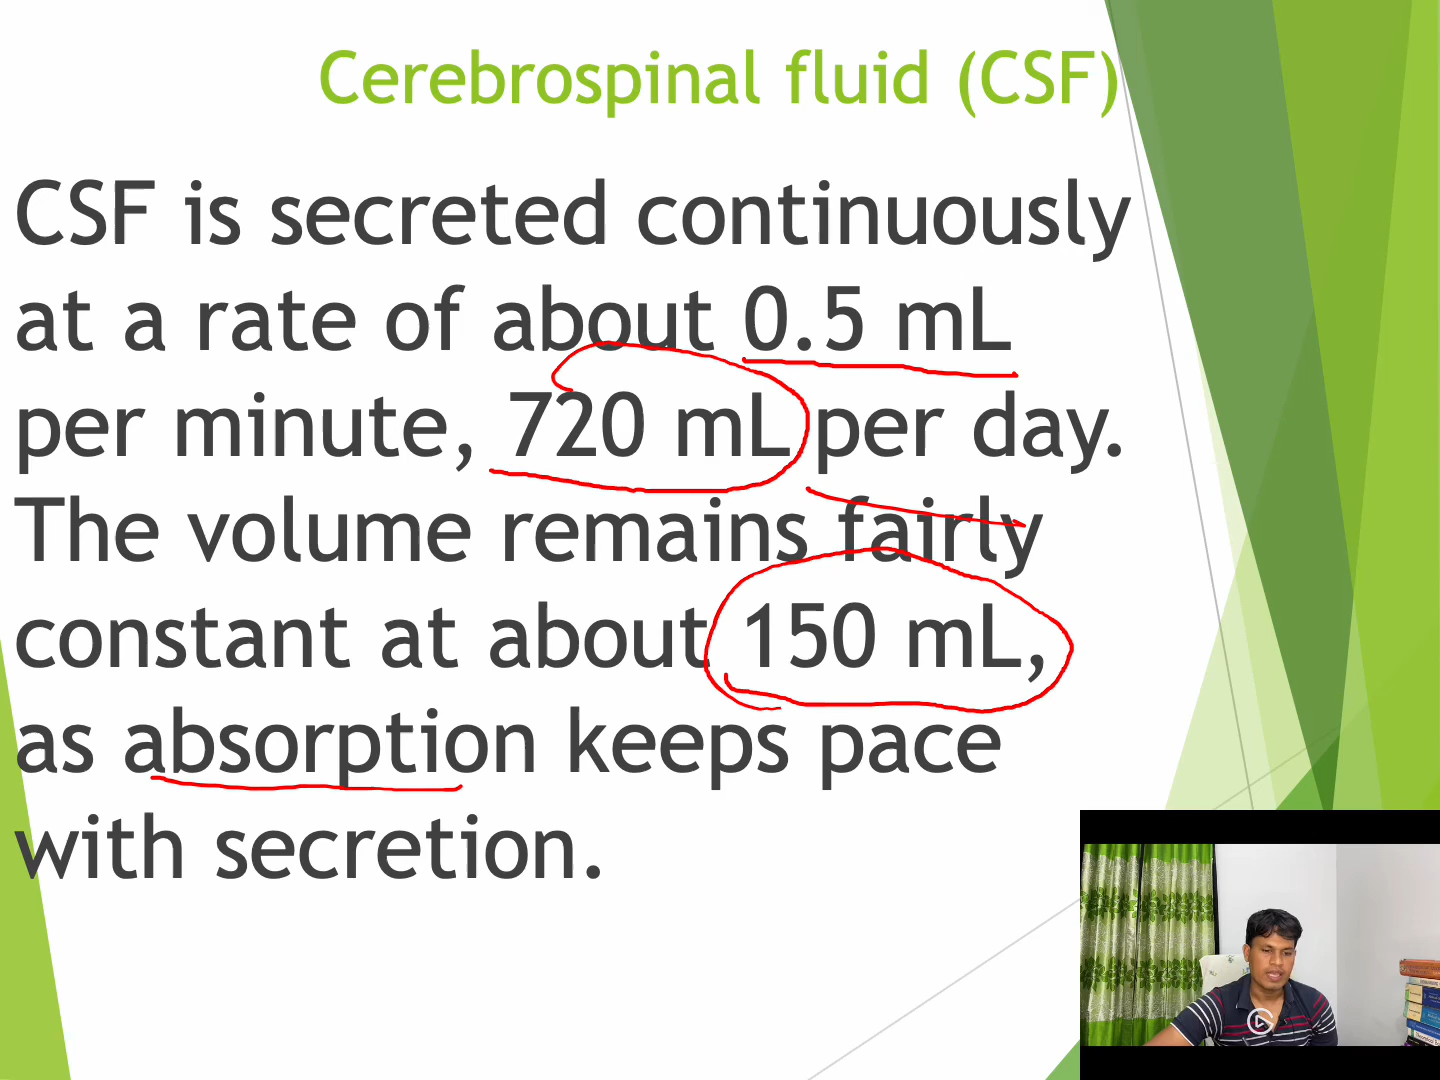 Cerebrospinal fluid (CSF)
CSF is secreted continuously
at a rate of about 0.5 mL
per minute, 720 mL per day.
The volume remains fairly
constant at about 150 mL,
as absorption keeps pace
with secretion.